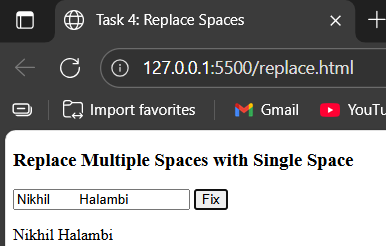 Task 4: Replace Spaces
127.0.0.1:5500/replace.html
Import favorites Gmail YouTu
Replace Multiple Spaces with Single Space
Nikhil        Halambi Fix
Nikhil Halambi